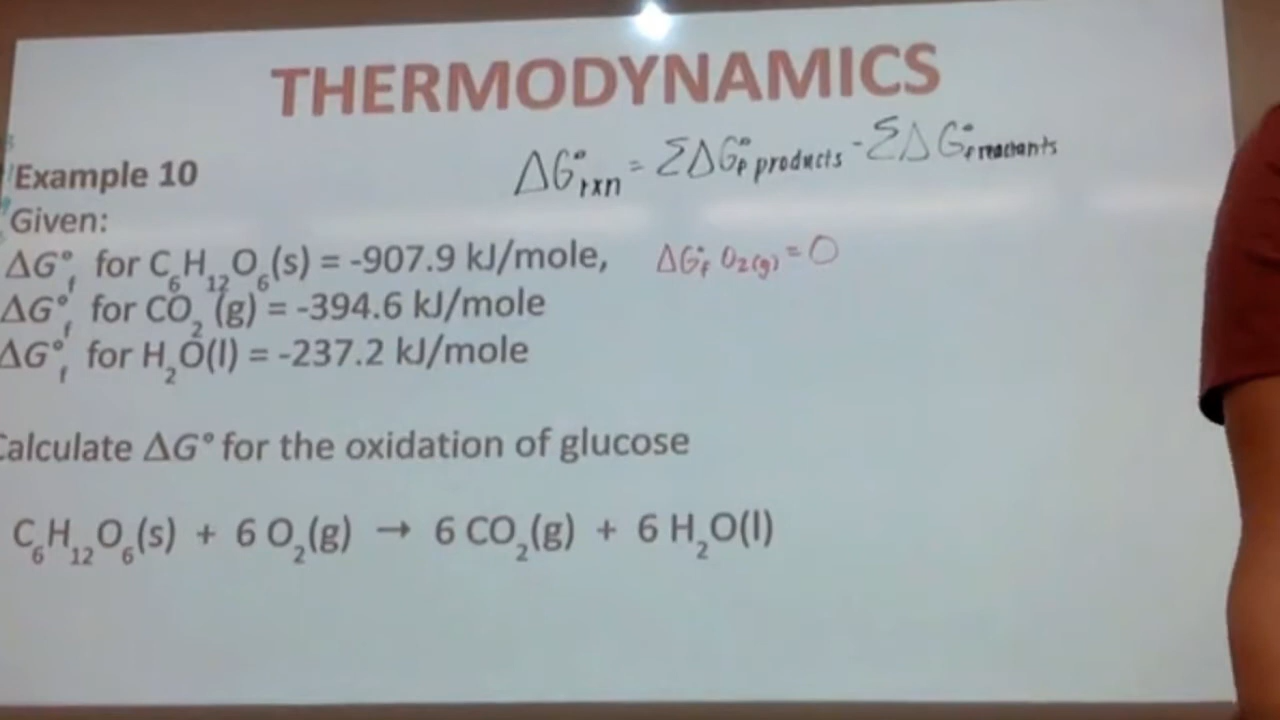 THERMODYNAMICS
ΔG°rxn = ΣΔG°f products - ΣΔG°f reactants
Example 10
Given:
ΔG°f for C6H12O6(s) = -907.9 kJ/mole, ΔG°f O2(g) = 0
ΔG°f for CO2 (g) = -394.6 kJ/mole
ΔG°f for H2O(l) = -237.2 kJ/mole
Calculate ΔG° for the oxidation of glucose
C6H12O6(s) + 6 O2(g) → 6 CO2(g) + 6 H2O(l)